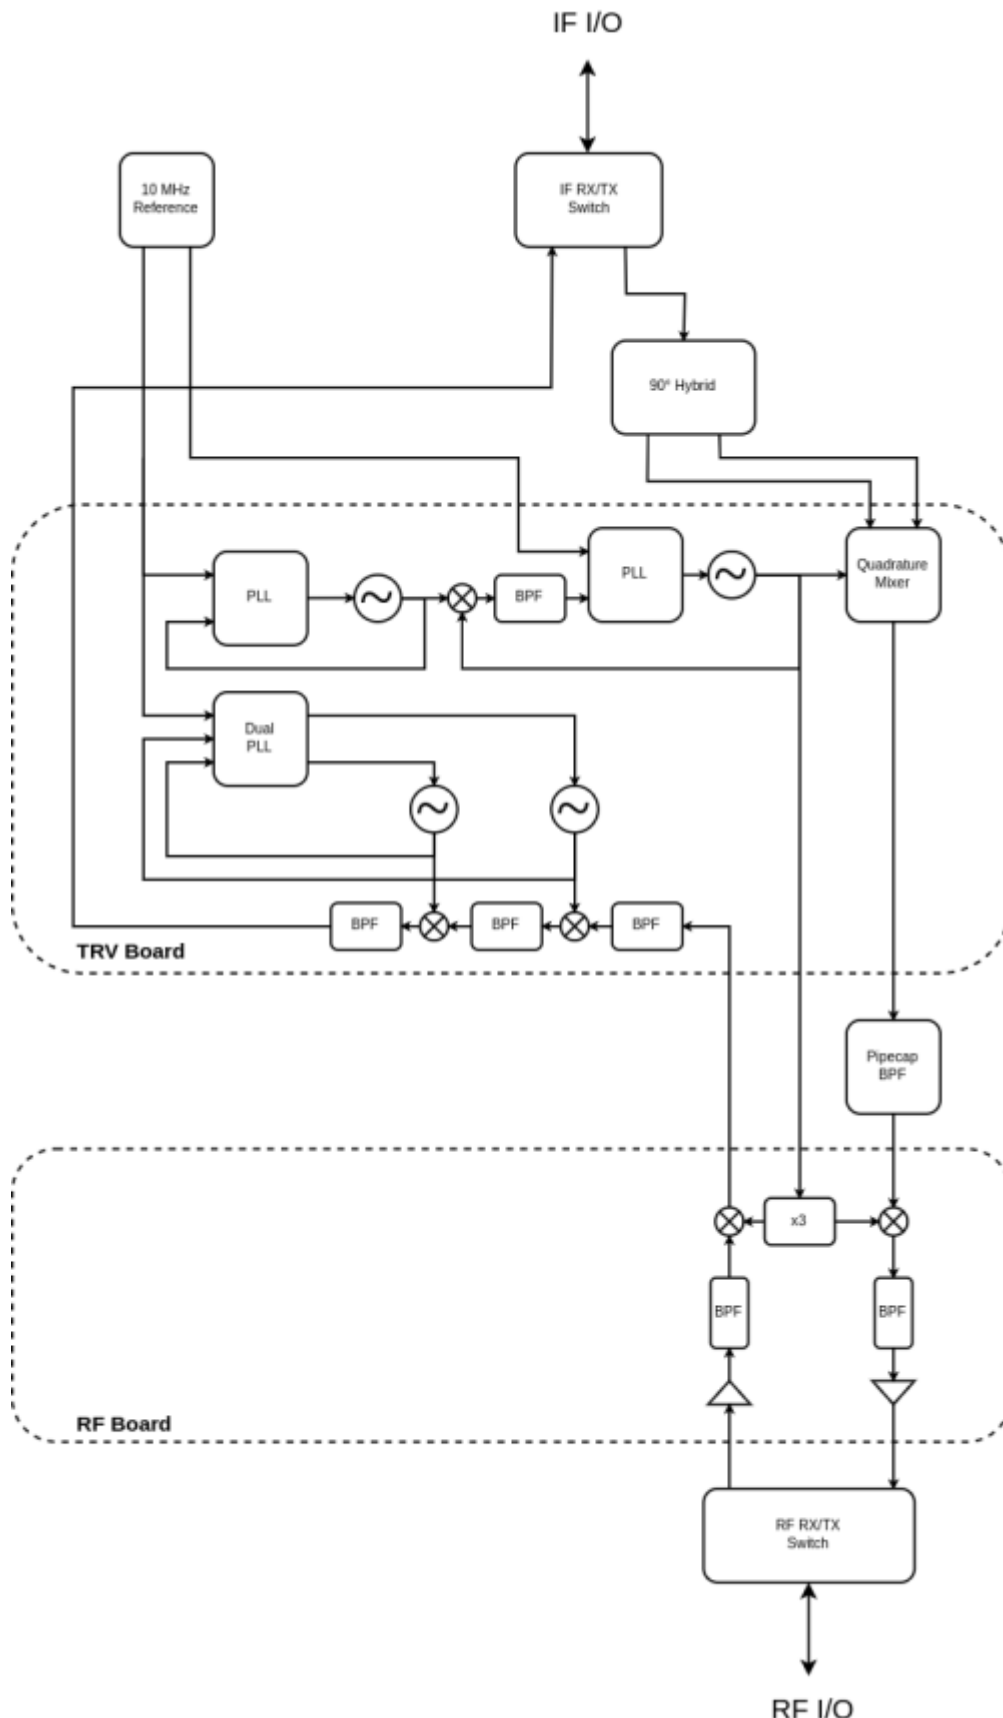 IF I/O
10 MHz
Reference
IF RX/TX
Switch
90° Hybrid
PLL
BPF
PLL
Quadrature
Mixer
Dual
PLL
BPF
BPF
BPF
TRV Board
Pipecap
BPF
x3
BPF
BPF
RF Board
RF RX/TX
Switch
RF I/O